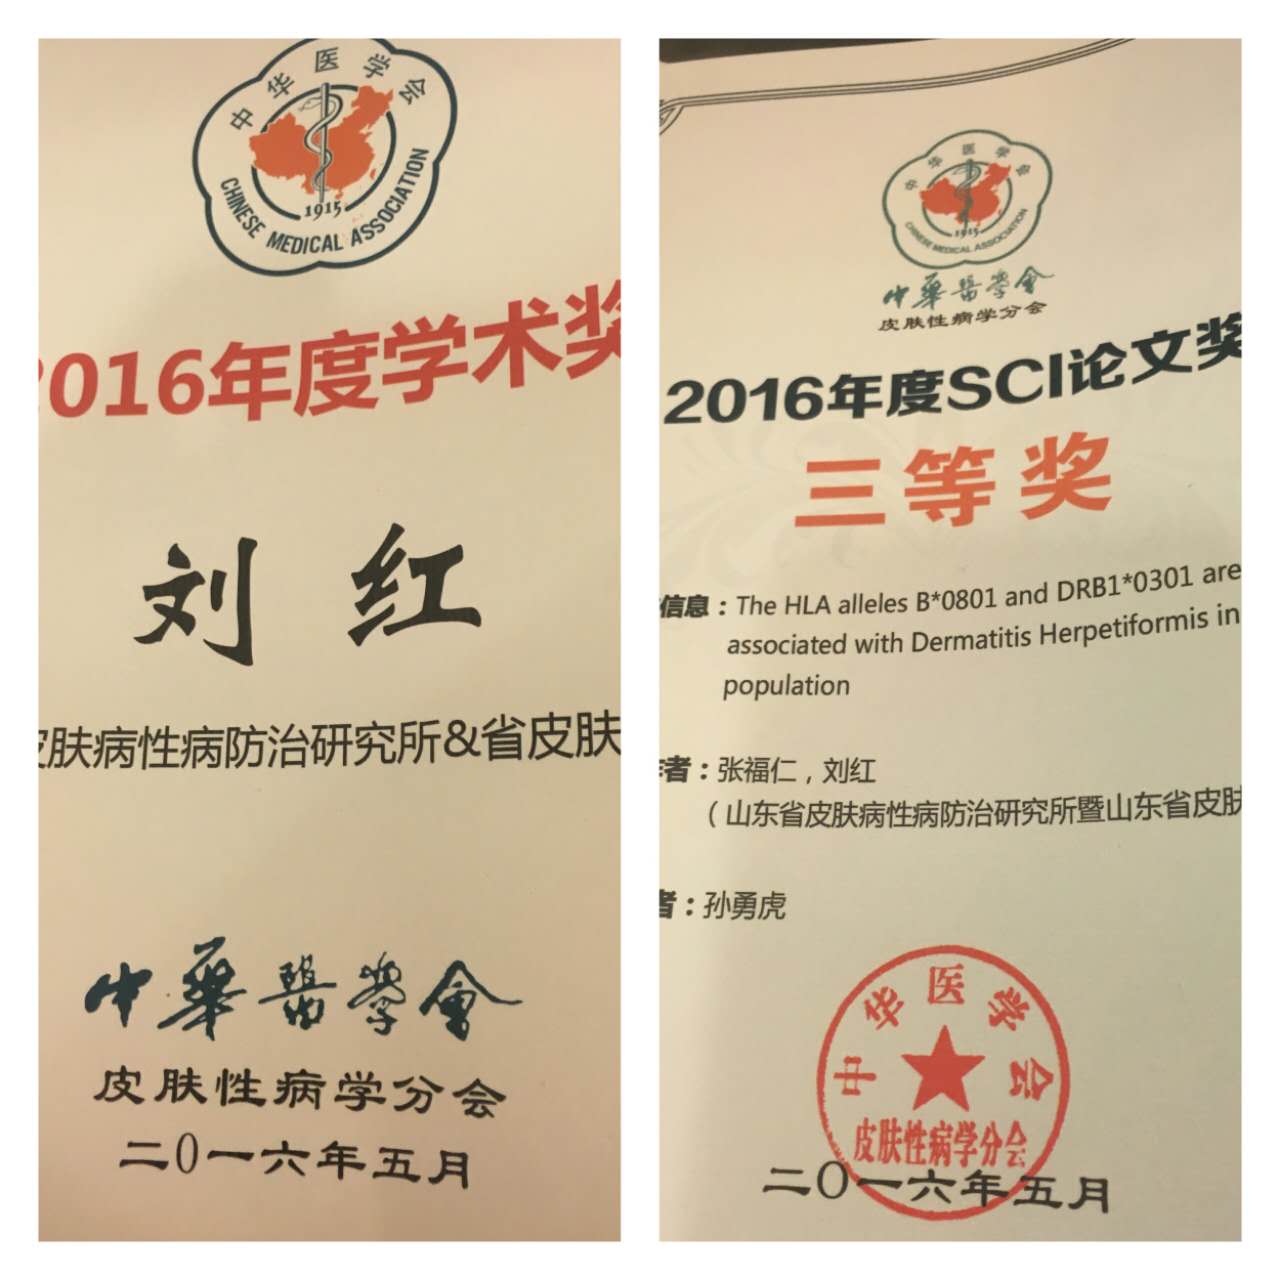 中华医学会
CHINESE MEDICAL ASSOCIATION
1915
2016年度学术奖
刘红
皮肤病性病防治研究所&省皮肤
中華醫學會
皮肤性病学分会
二〇一六年五月
中华医学会
CHINESE MEDICAL ASSOCIATION
1915
中華醫學會
皮肤性病学分会
2016年度SCI论文奖
三等奖
信息：The HLA alleles B*0801 and DRB1*0301 are
associated with Dermatitis Herpetiformis in
population
者：张福仁，刘红
（山东省皮肤病性病防治研究所暨山东省皮肤
者：孙勇虎
中华医学会
皮肤性病学分会
二〇一六年五月